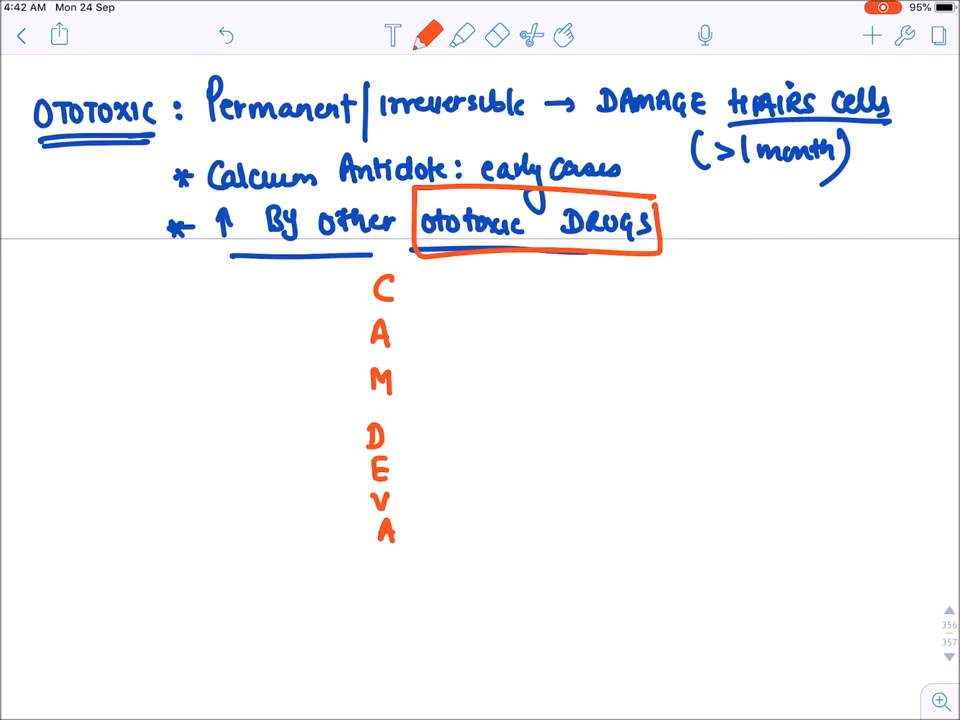 4:42 AM Mon 24 Sep 95%
T
OTOTOXIC : Permanent / Irreversible → DAMAGE HAIRS Cells
(>1 month)
* Calcium Antidote : early cases
* ↑ By other OTOTOXIC DRUGS
C
A
M
D
E
V
A
356
357